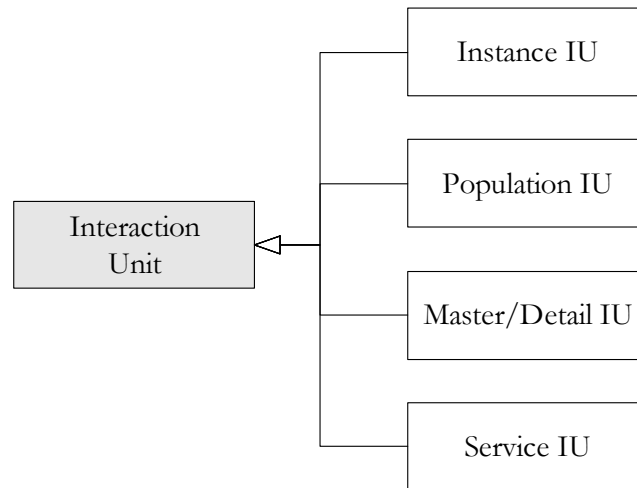 Instance IU
Population IU
Interaction
Unit
Master/Detail IU
Service IU